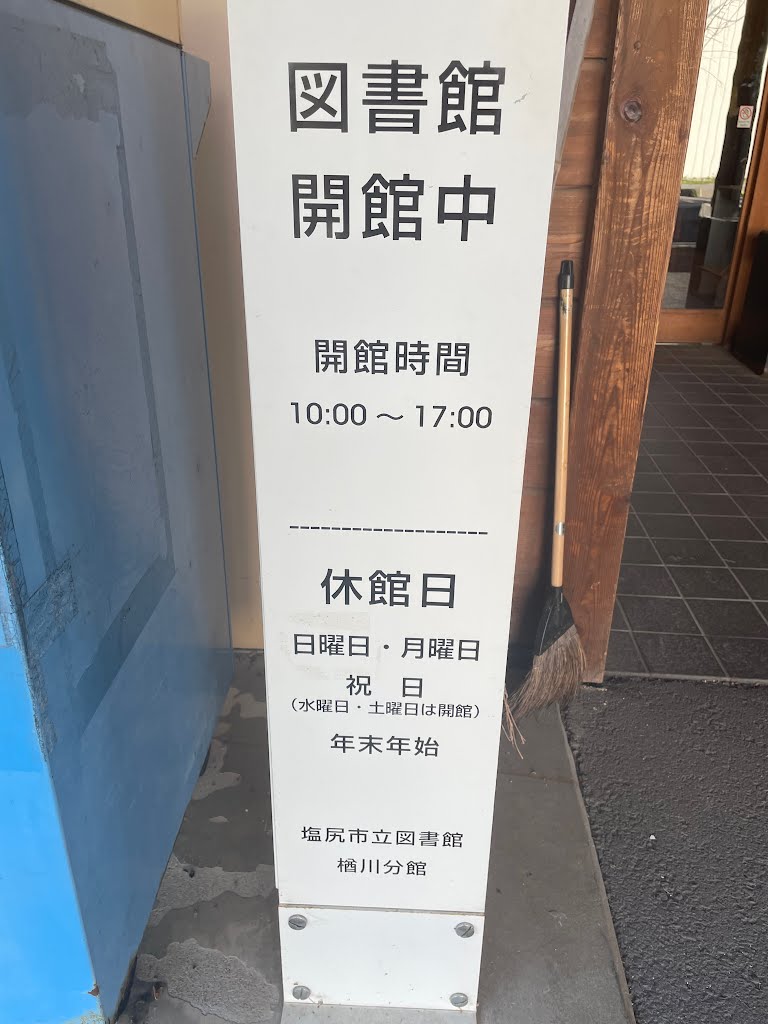 図書館
開館中
開館時間
10:00 ～ 17:00
休館日
日曜日・月曜日
祝　日
（水曜日・土曜日は開館）
年末年始
塩尻市立図書館
楢川分館